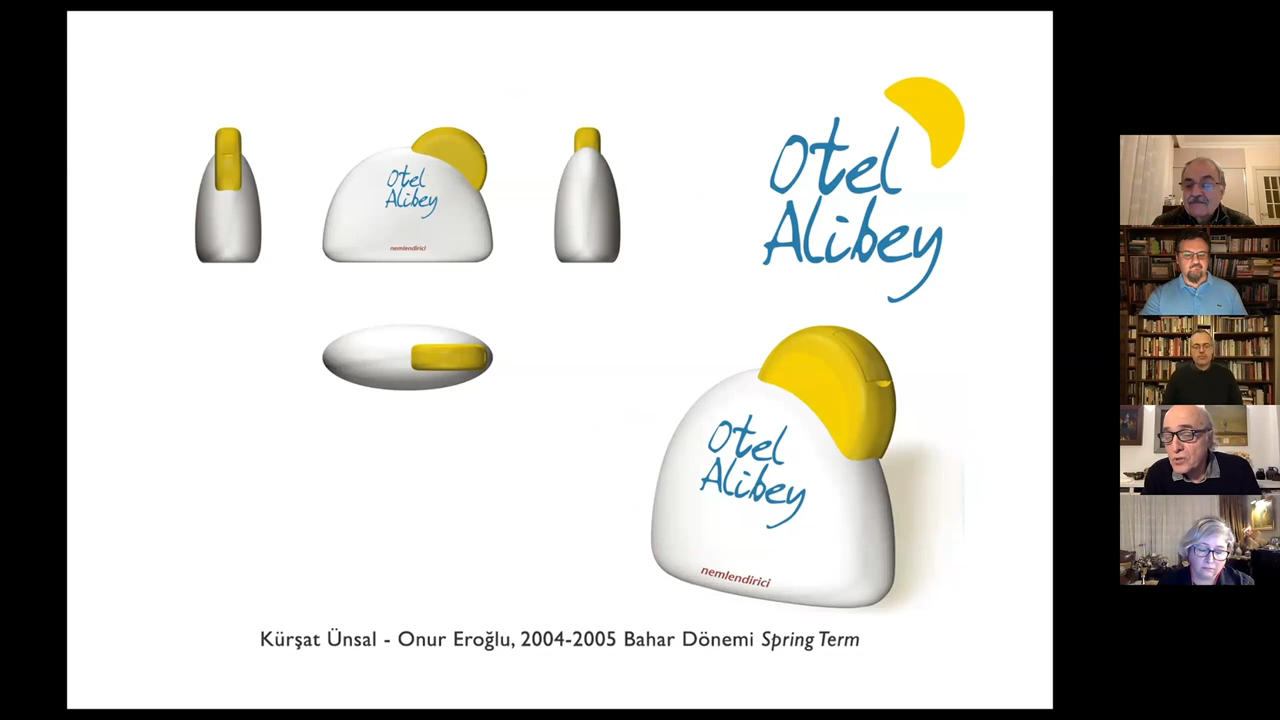 Otel
Alibey
nemlendirici
Otel
Alibey
Otel
Alibey
nemlendirici
Kürşat Ünsal - Onur Eroğlu, 2004-2005 Bahar Dönemi Spring Term